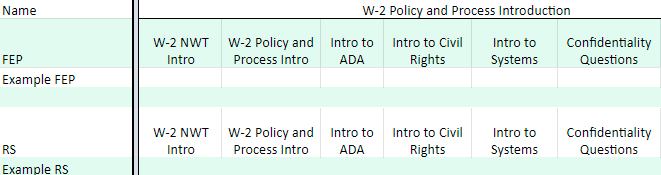 Name W-2 Policy and Process Introduction
FEP W-2 NWT Intro W-2 Policy and Process Intro Intro to ADA Intro to Civil Rights Intro to Systems Confidentiality Questions
Example FEP
RS W-2 NWT Intro W-2 Policy and Process Intro Intro to ADA Intro to Civil Rights Intro to Systems Confidentiality Questions
Example RS